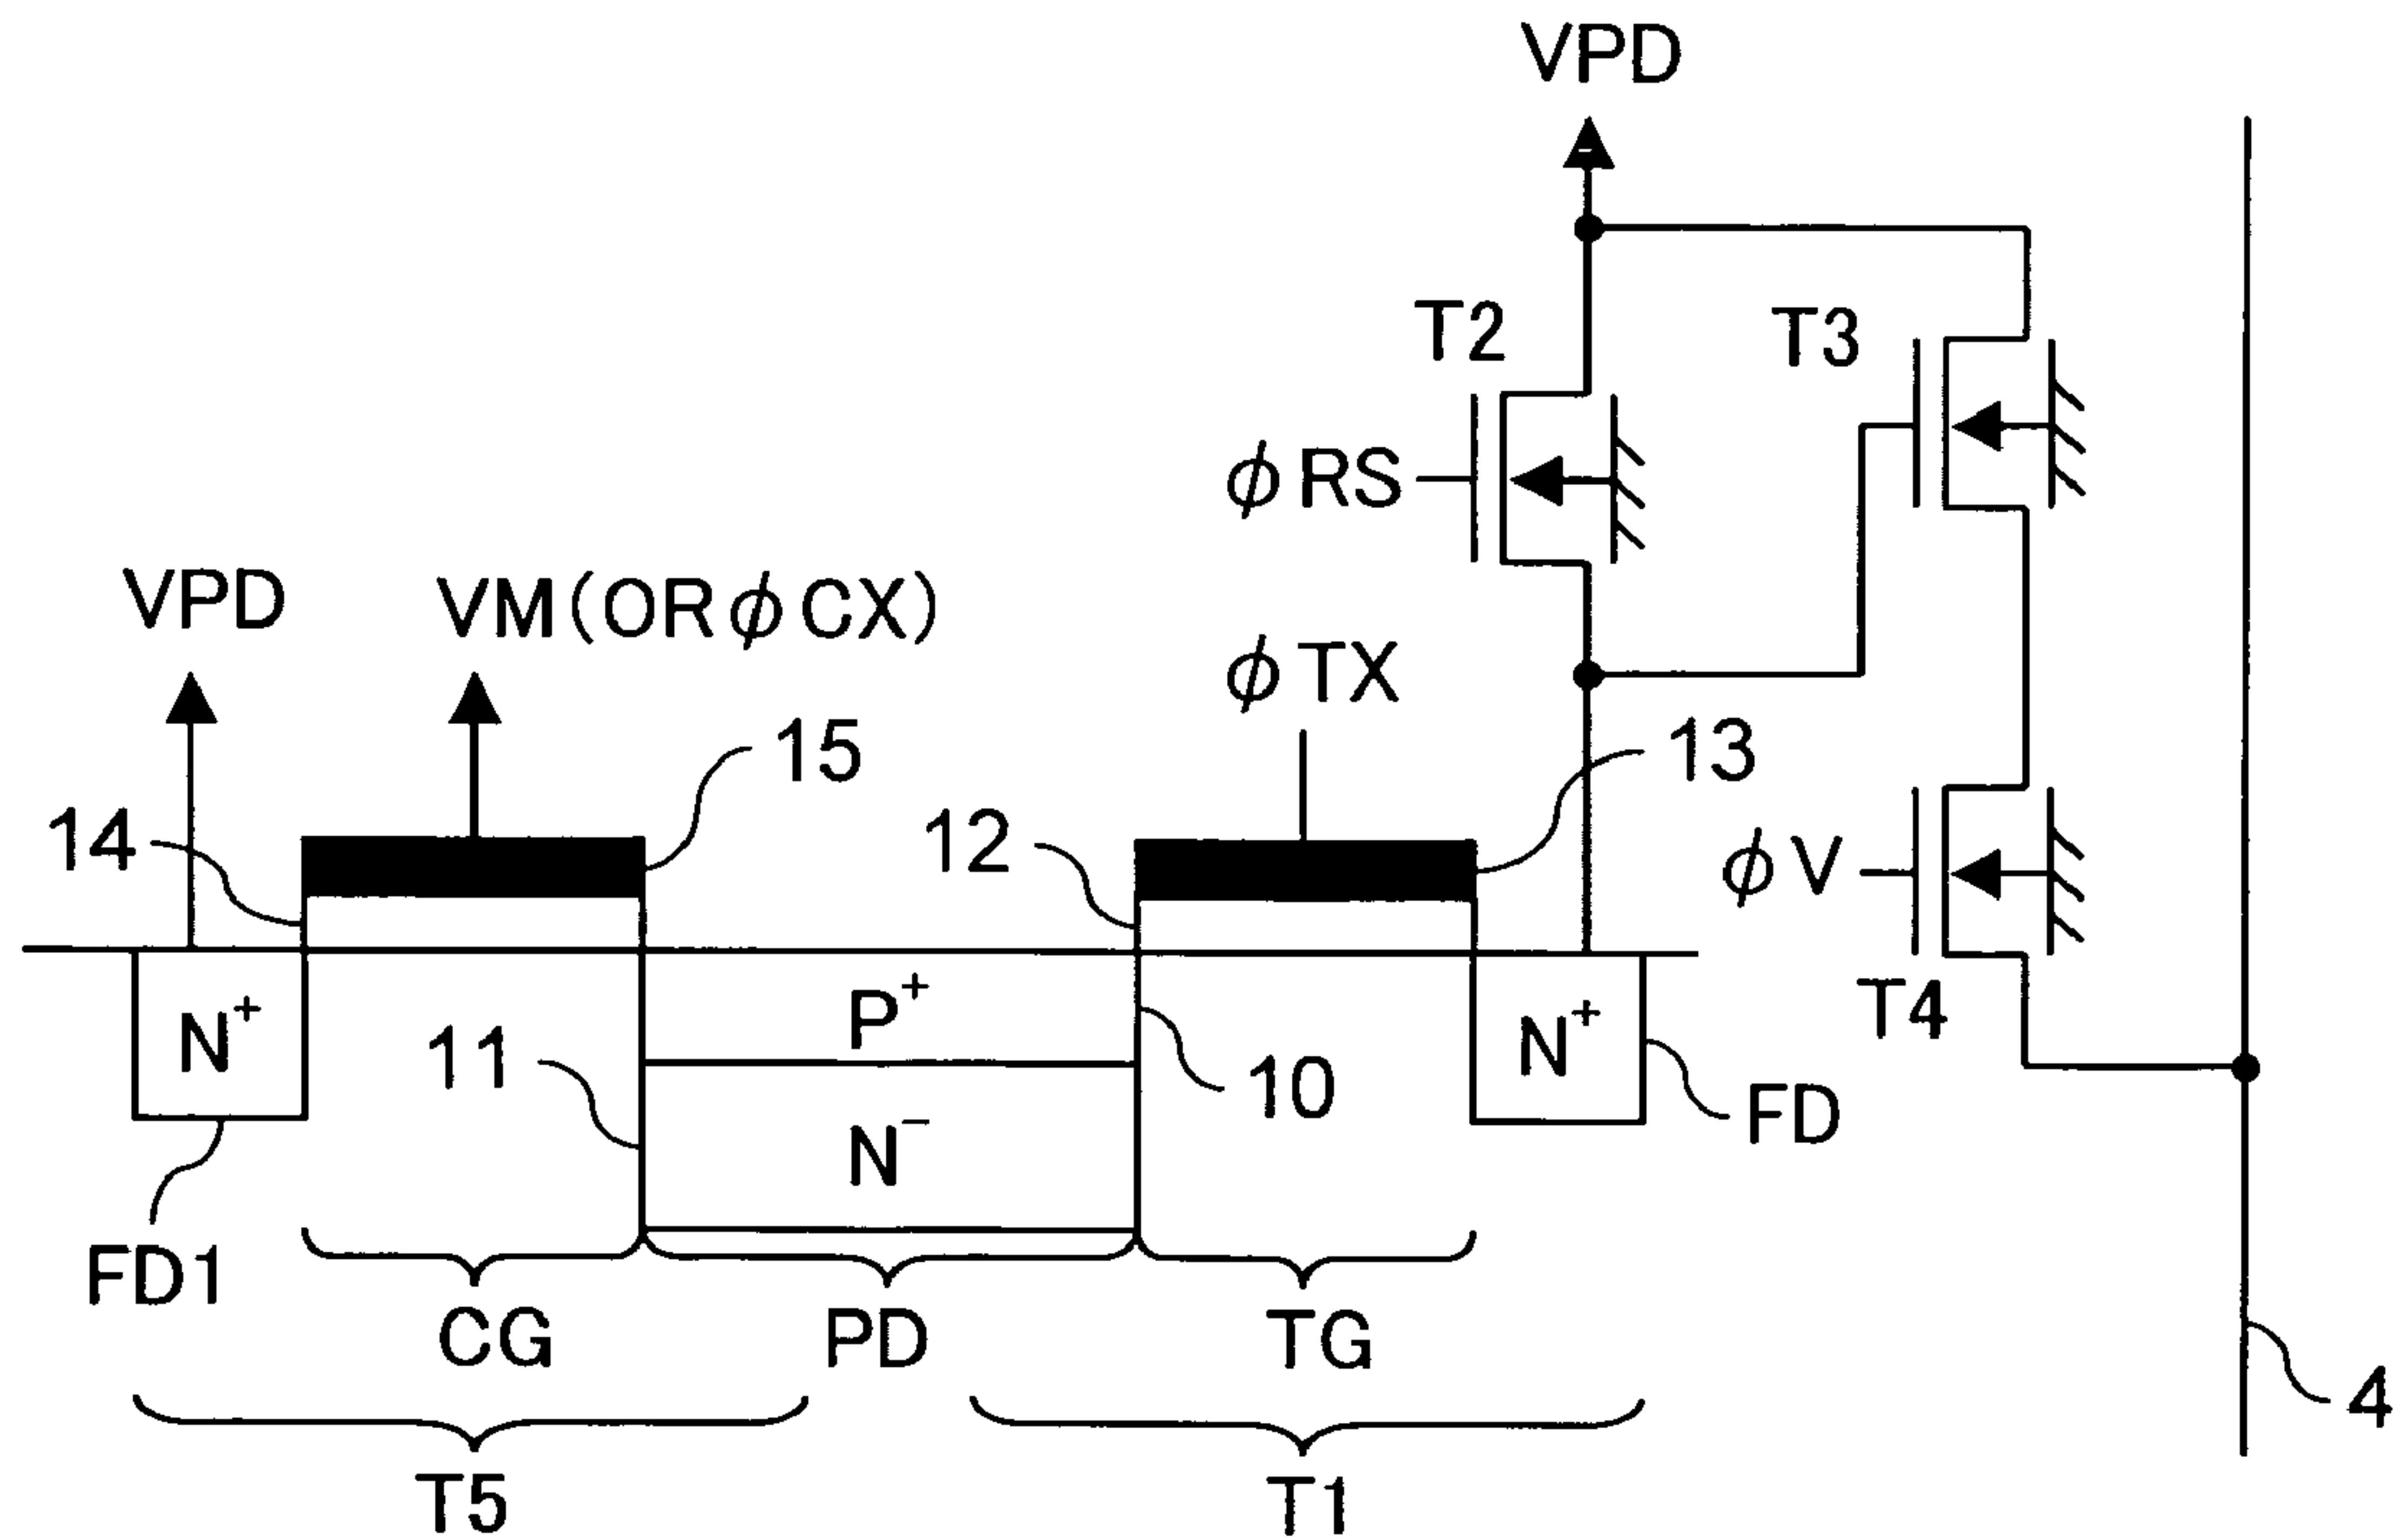 VPD
T2
T3
ϕRS
VPD
VM(ORϕCX)
ϕTX
15
13
14
12
ϕV
N⁺
P⁺
N⁺
T4
11
10
FD
N⁻
FD1
CG
PD
TG
4
T5
T1